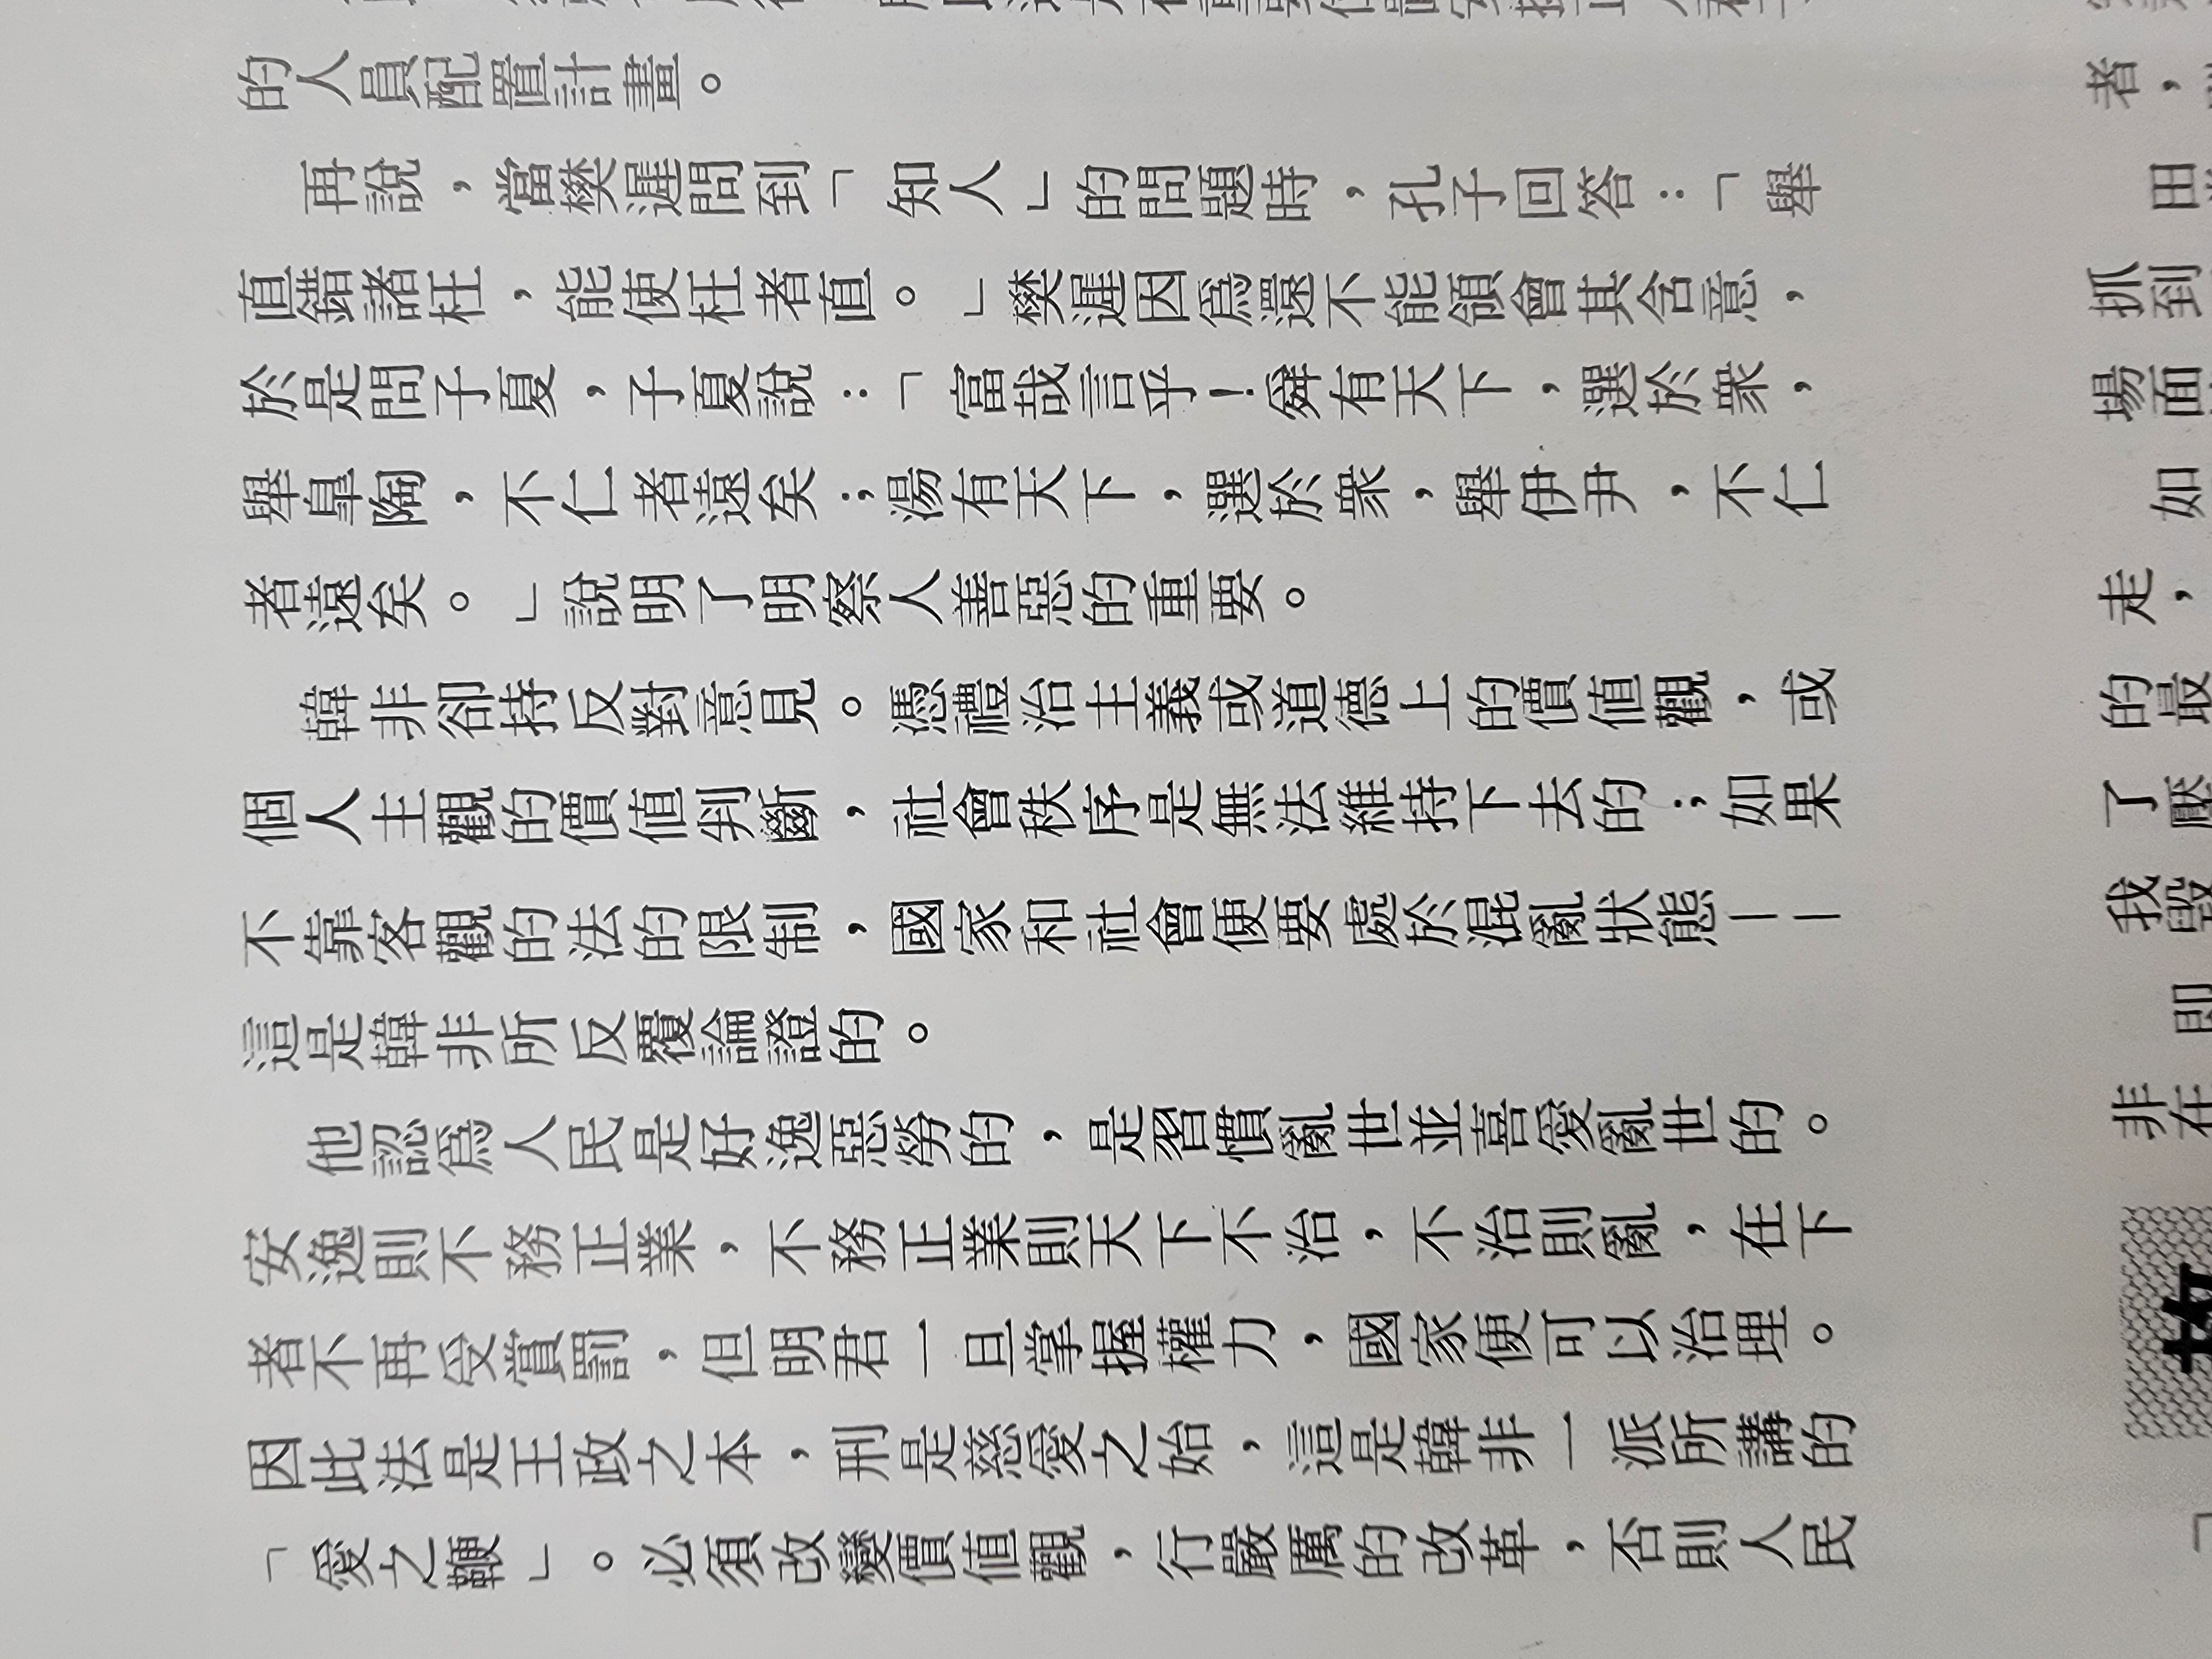 的人員配置計畫。
再說，當樊遲問到「知人」的問題時，孔子回答：「舉
直錯諸枉，能使枉者直。」樊遲因爲還不能領會其含意，
於是問子夏，子夏說：「富哉言乎！舜有天下，選於衆，
舉皐陶，不仁者遠矣；湯有天下，選於衆，舉伊尹，不仁
者遠矣。」說明了明察人善惡的重要。
韓非卻持反對意見。憑禮治主義或道德上的價值觀，或
個人主觀的價值判斷，社會秩序是無法維持下去的；如果
不靠客觀的法的限制，國家和社會便要處於混亂狀態——
這是韓非所反覆論證的。
他認爲人民是好逸惡勞的，是習慣亂世並喜愛亂世的。
安逸則不務正業，不務正業則天下不治，不治則亂，在下
者不再受賞罰，但明君一旦掌握權力，國家便可以治理。
因此法是王政之本，刑是慈愛之始，這是韓非一派所講的
「愛之鞭」。必須改變價值觀，行嚴厲的改革，否則人民
者，
田
抓到
場面
如
走，
的最
了壓
我毀
即
非在
「